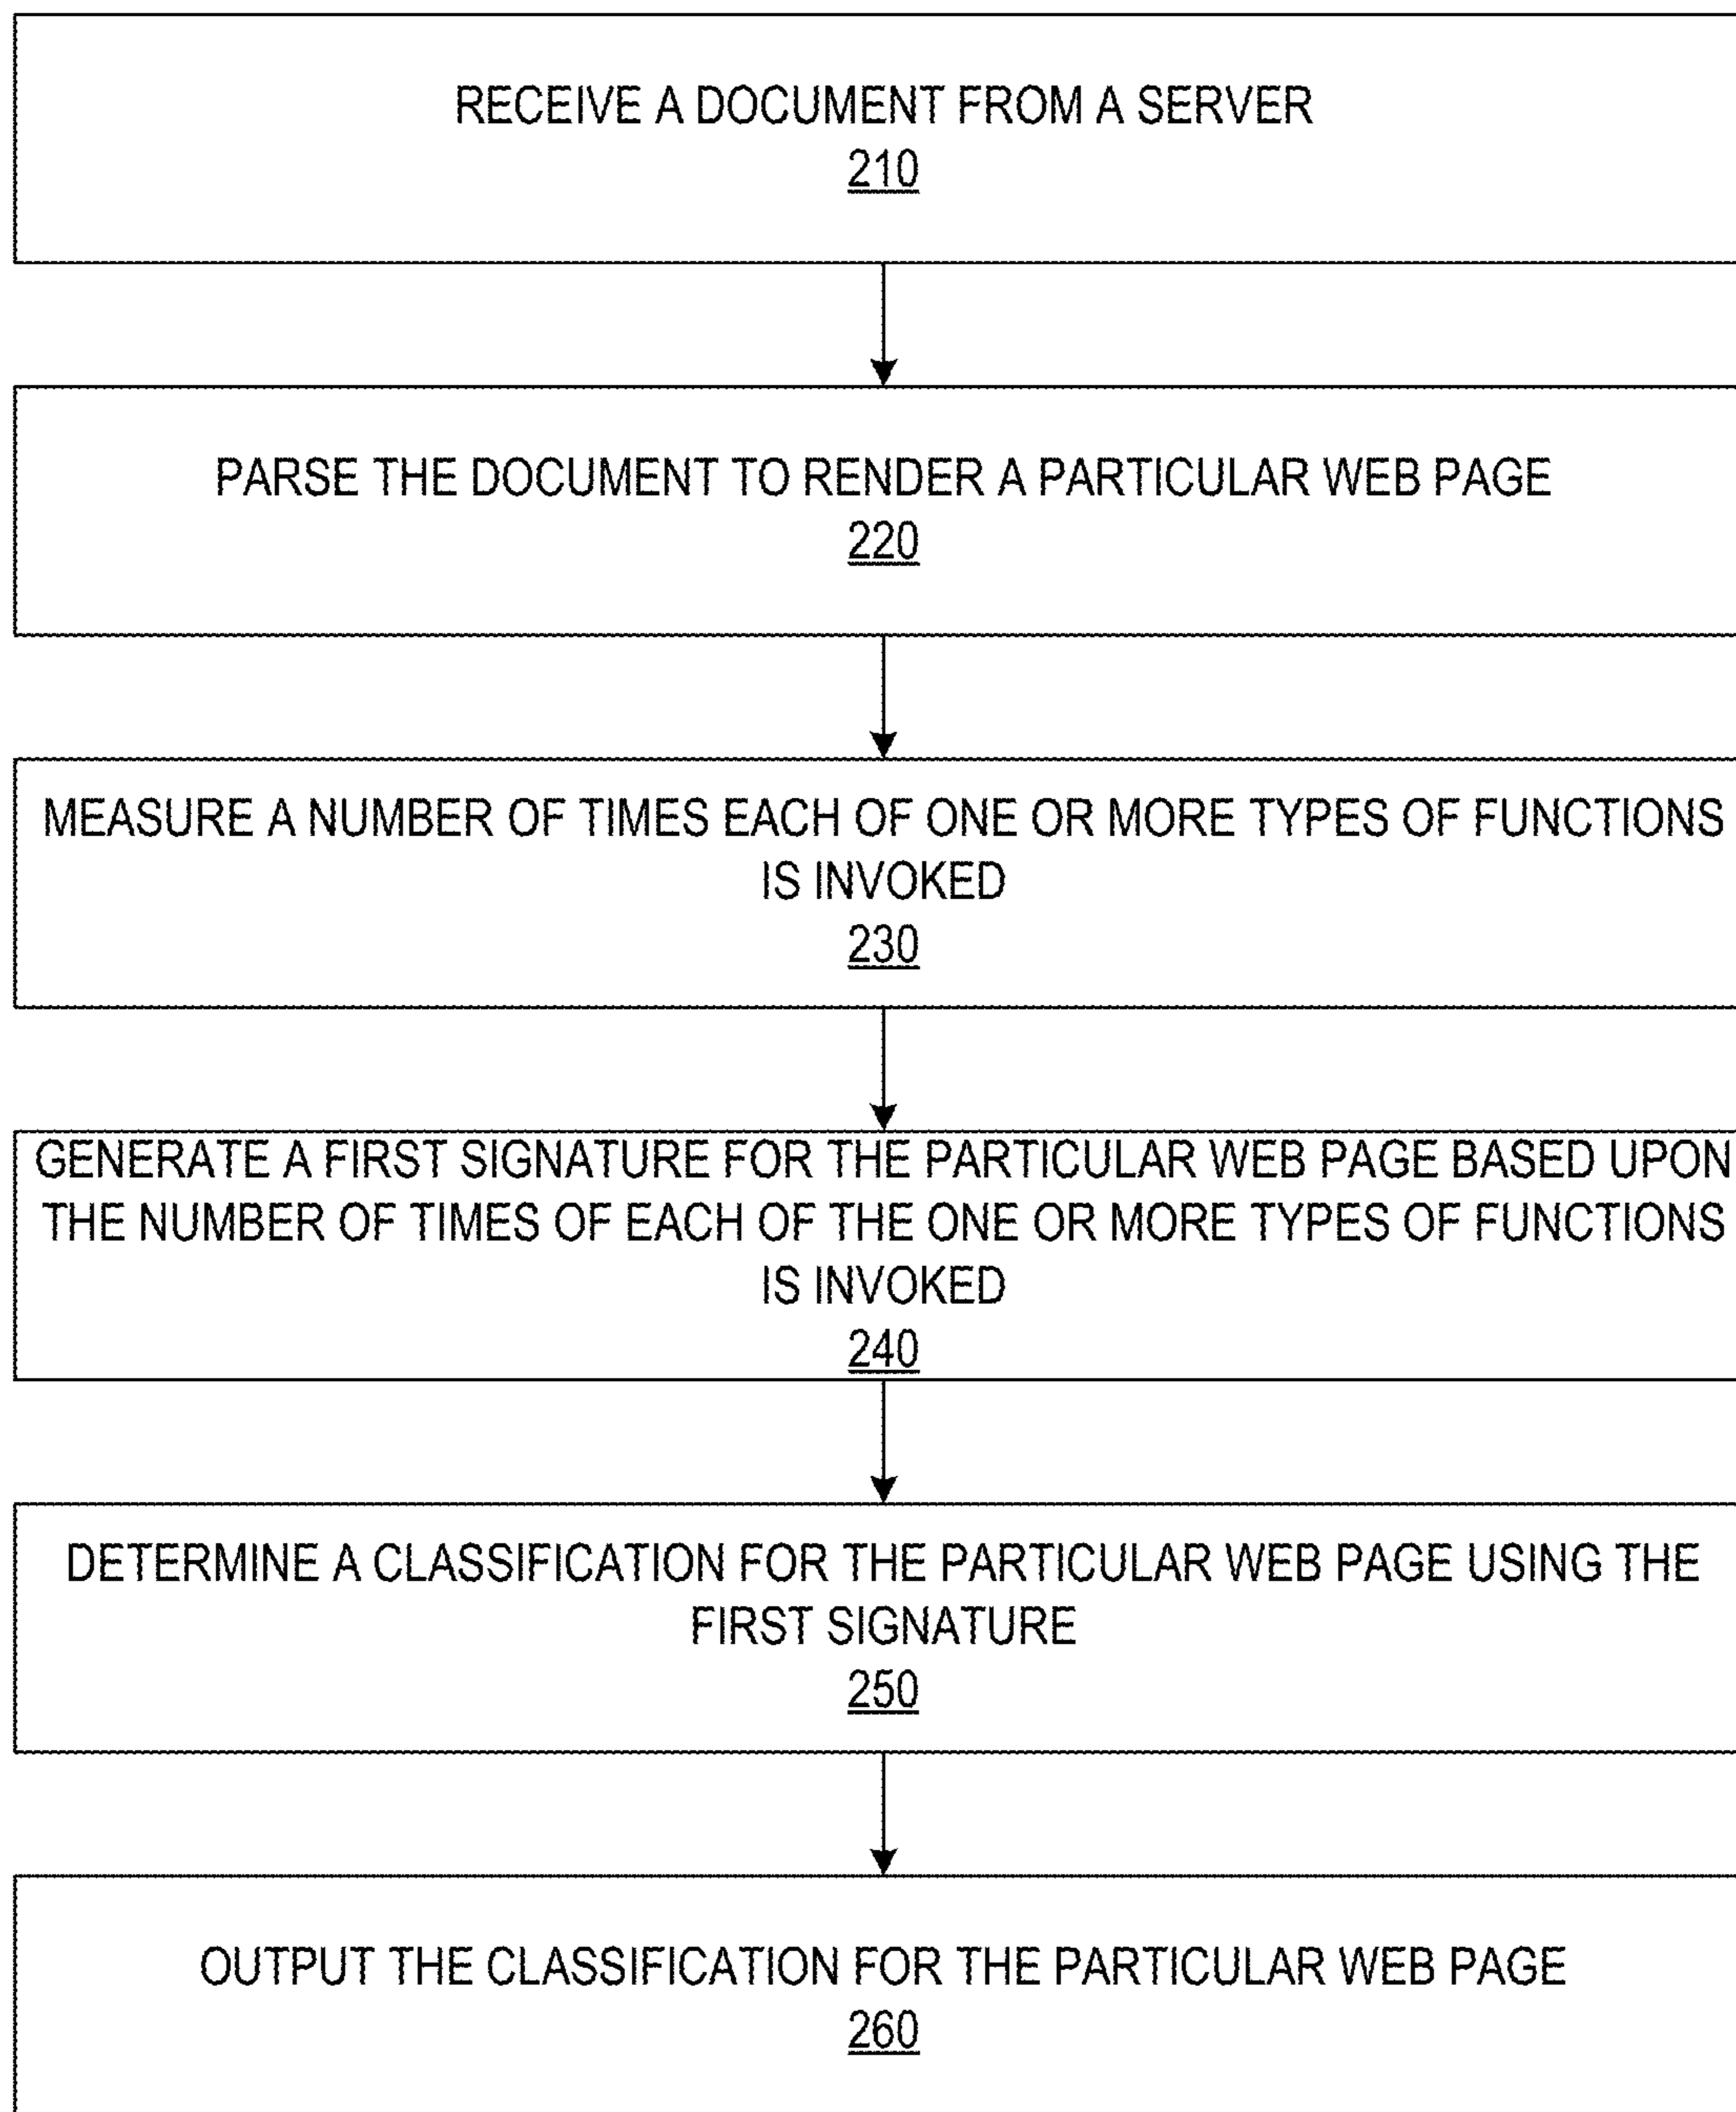 RECEIVE A DOCUMENT FROM A SERVER
210
PARSE THE DOCUMENT TO RENDER A PARTICULAR WEB PAGE
220
MEASURE A NUMBER OF TIMES EACH OF ONE OR MORE TYPES OF FUNCTIONS
IS INVOKED
230
GENERATE A FIRST SIGNATURE FOR THE PARTICULAR WEB PAGE BASED UPON
THE NUMBER OF TIMES OF EACH OF THE ONE OR MORE TYPES OF FUNCTIONS
IS INVOKED
240
DETERMINE A CLASSIFICATION FOR THE PARTICULAR WEB PAGE USING THE
FIRST SIGNATURE
250
OUTPUT THE CLASSIFICATION FOR THE PARTICULAR WEB PAGE
260